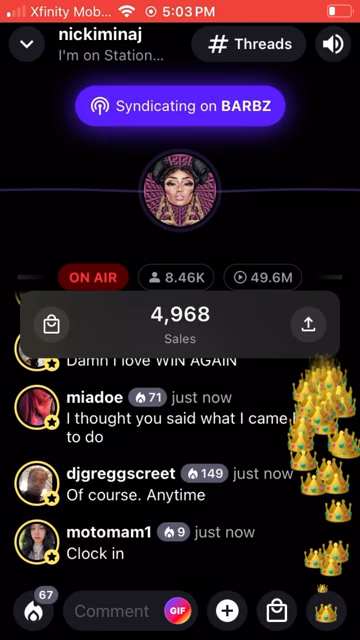 Xfinity Mob... 5:03 PM
nickiminaj
I'm on Station...
# Threads
Syndicating on BARBZ
ON AIR 8.46K 49.6M
4,968
Sales
Damn I love WIN AGAIN
miadoe 71 just now
I thought you said what I came
to do
djgreggscreet 149 just now
Of course. Anytime
motomam1 9 just now
Clock in
67
Comment GIF